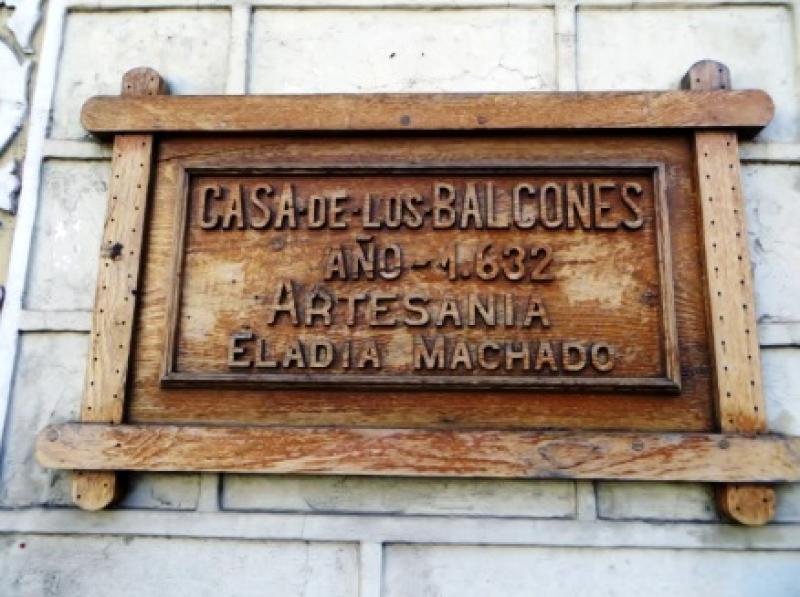 CASA·DE·LOS·BALCONES
AÑO-1.632
ARTESANIA
ELADIA MACHADO